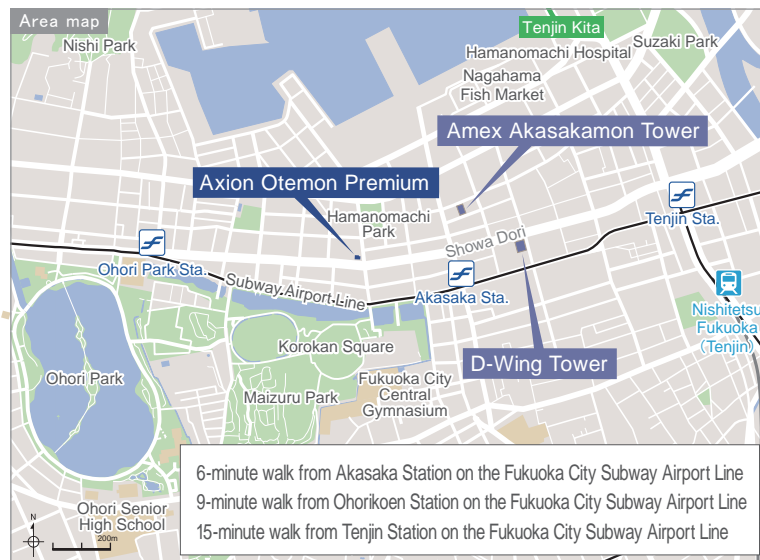 Area map
Nishi Park
Tenjin Kita
Suzaki Park
Hamanomachi Hospital
Nagahama
Fish Market
Amex Akasakamon Tower
Axion Otemon Premium
Hamanomachi
Park
Showa Dori
Tenjin Sta.
Ohori Park Sta.
Subway Airport Line
Akasaka Sta.
Nishitetsu
Fukuoka
(Tenjin)
Korokan Square
D-Wing Tower
Ohori Park
Maizuru Park
Fukuoka City
Central
Gymnasium
6-minute walk from Akasaka Station on the Fukuoka City Subway Airport Line
9-minute walk from Ohorikoen Station on the Fukuoka City Subway Airport Line
15-minute walk from Tenjin Station on the Fukuoka City Subway Airport Line
Ohori Senior
High School
N
200m